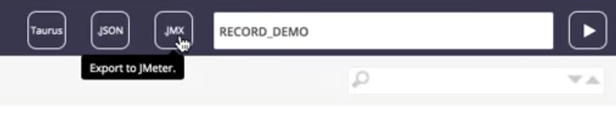 Taurus .JSON .JMX RECORD_DEMO
Export to JMeter.